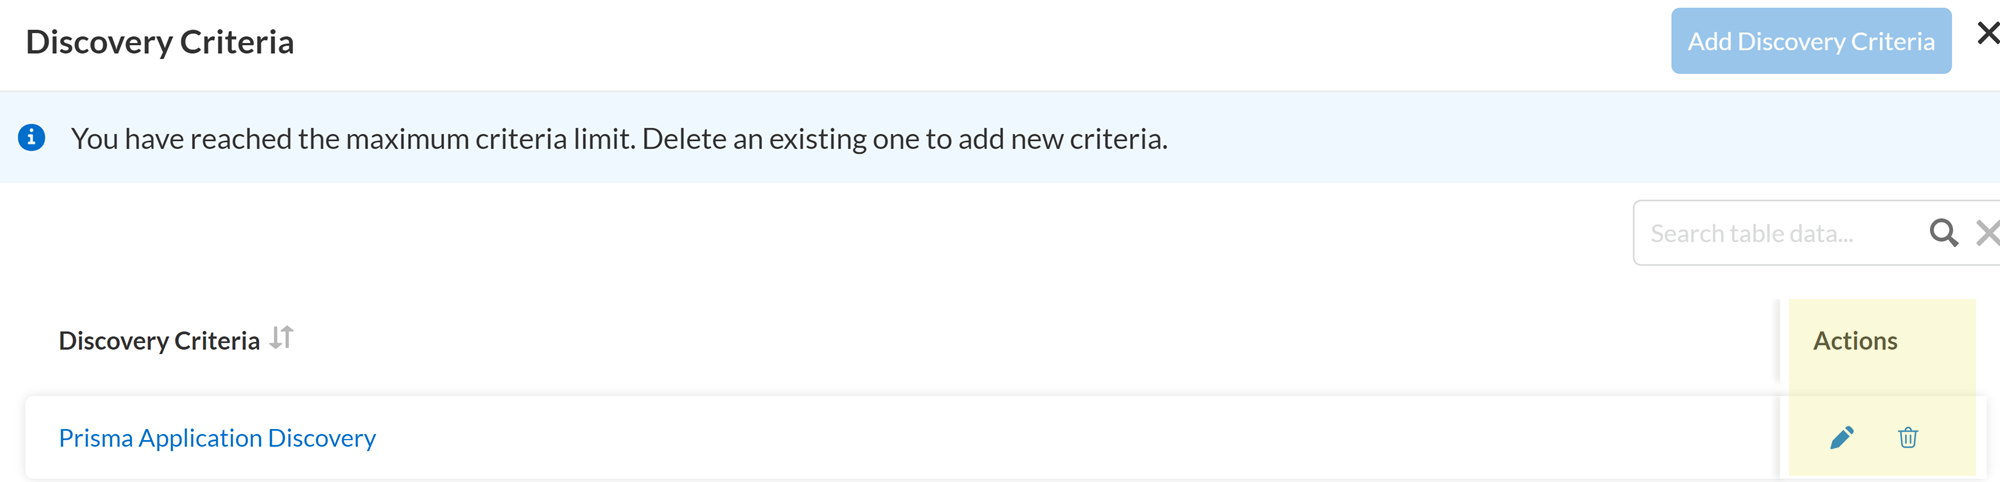 Discovery Criteria
Add Discovery Criteria
You have reached the maximum criteria limit. Delete an existing one to add new criteria.
Search table data...
Discovery Criteria
Actions
Prisma Application Discovery